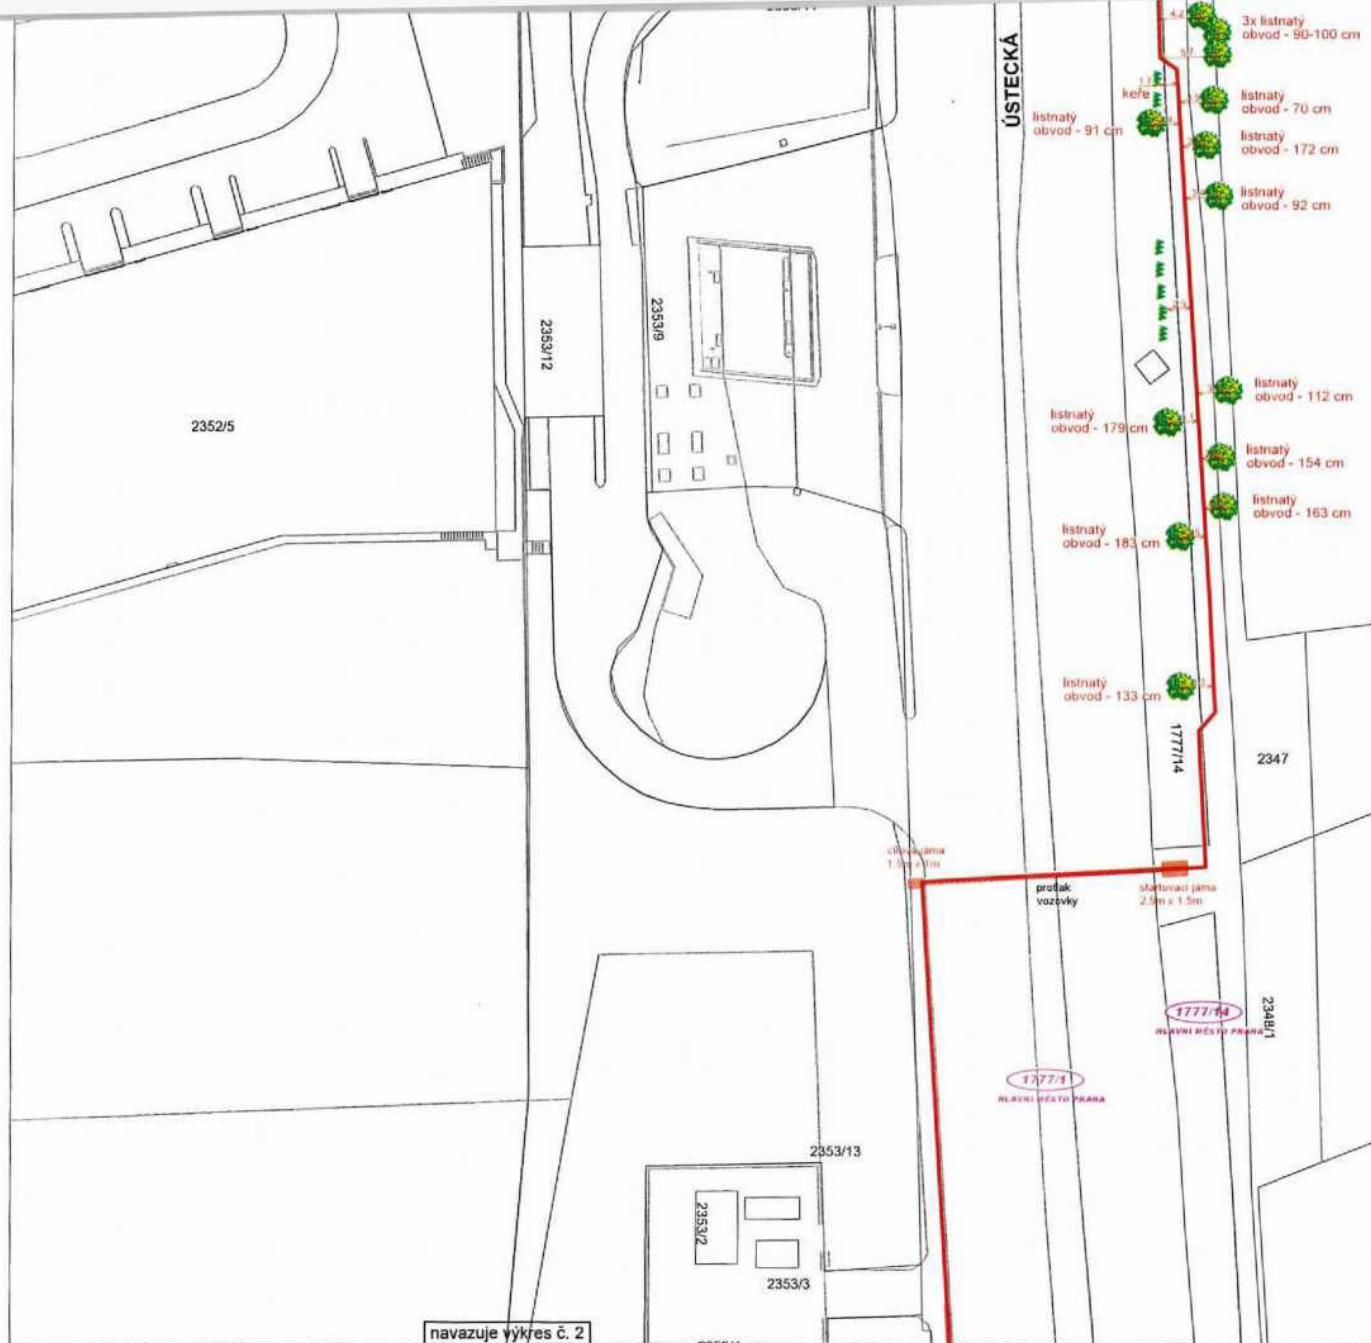 3x listnatý
obvod - 90-100 cm
ÚSTECKÁ
4.2
keře
listnatý
obvod - 70 cm
listnatý
obvod - 91 cm
listnatý
obvod - 172 cm
listnatý
obvod - 92 cm
2353/9
2353/12
2352/5
listnatý
obvod - 112 cm
listnatý
obvod - 179 cm
listnatý
obvod - 154 cm
listnatý
obvod - 163 cm
listnatý
obvod - 183 cm
listnatý
obvod - 133 cm
1777/14
2347
cílová jáma
protlak
vozovky
startovací jáma
2.5m x 1.5m
1777/14
HLAVNÍ MĚSTO PRAHA
2348/1
1777/1
HLAVNÍ MĚSTO PRAHA
2353/13
2353/2
2353/3
navazuje výkres č. 2